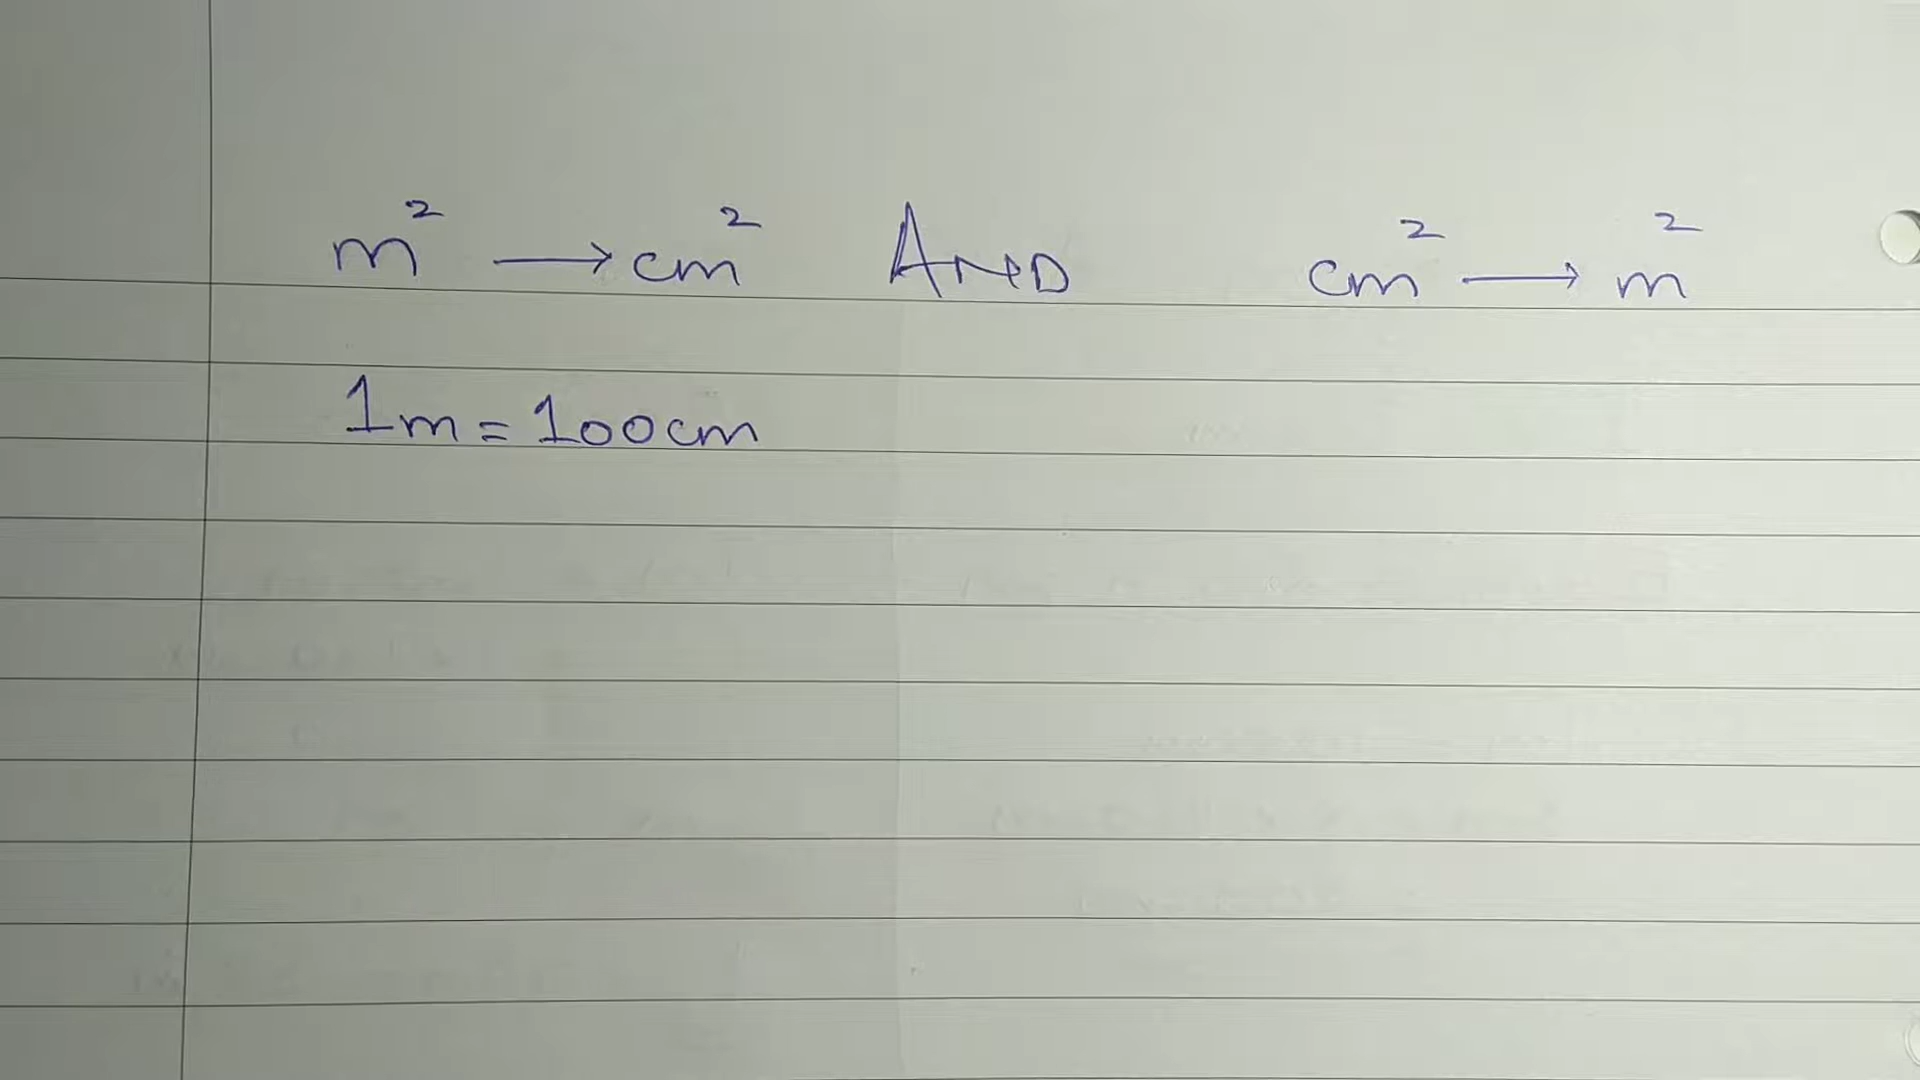 m² → cm² AND cm² → m²
1m = 100cm